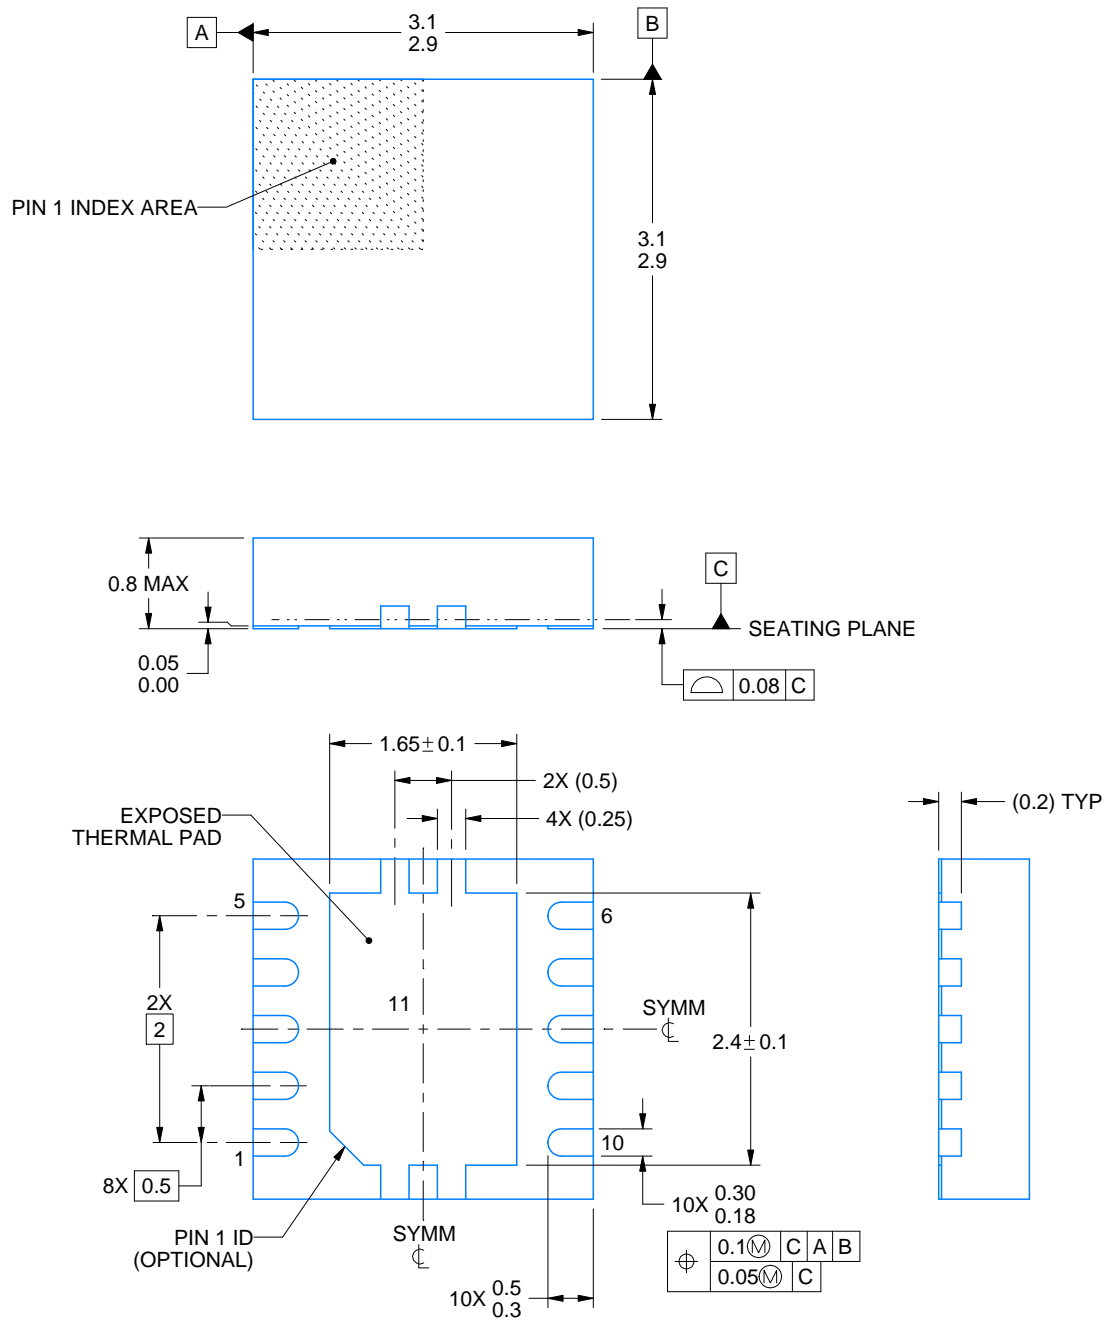 A
3.1
2.9
B
PIN 1 INDEX AREA
3.1
2.9
0.8 MAX
C
SEATING PLANE
0.05
0.00
0.08 C
1.65± 0.1
2X (0.5)
4X (0.25)
(0.2) TYP
EXPOSED
THERMAL PAD
5
6
11
2X
2
SYMM
℄
2.4± 0.1
1
10
8X 0.5
10X 0.30
0.18
PIN 1 ID
(OPTIONAL)
SYMM
℄
0.1Ⓜ C A B
0.05Ⓜ C
10X 0.5
0.3